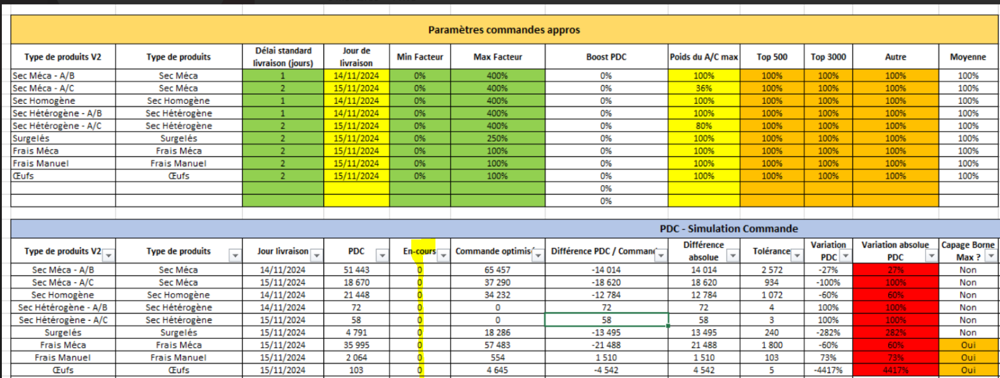 Paramètres commandes appros
Type de produits V2 Type de produits Délai standard livraison (jours) Jour de livraison Min Facteur Max Facteur Boost PDC Poids du A/C max Top 500 Top 3000 Autre Moyenne
Sec Méca - A/B Sec Méca 1 14/11/2024 0% 400% 0% 100% 100% 100% 100% 100%
Sec Méca - A/C Sec Méca 2 15/11/2024 0% 400% 0% 36% 100% 100% 100% 100%
Sec Homogène Sec Homogène 1 14/11/2024 0% 400% 0% 100% 100% 100% 100% 100%
Sec Hétérogène - A/B Sec Hétérogène 1 14/11/2024 0% 400% 0% 100% 100% 100% 100% 100%
Sec Hétérogène - A/C Sec Hétérogène 2 15/11/2024 0% 400% 0% 80% 100% 100% 100% 100%
Surgelés Surgelés 2 15/11/2024 0% 250% 0% 100% 100% 100% 100% 100%
Frais Méca Frais Méca 2 15/11/2024 0% 100% 0% 100% 100% 100% 100% 100%
Frais Manuel Frais Manuel 2 15/11/2024 0% 100% 0% 100% 100% 100% 100% 100%
Œufs Œufs 2 15/11/2024 0% 100% 0% 100% 100% 100% 100% 100%
0%
0%
PDC - Simulation Commande
Type de produits V2 Type de produits Jour livraison PDC En-cours Commande optimis Différence PDC / Comman Différence absolue Tolérance Variation PDC Variation absolue PDC Capage Borne Max ?
Sec Méca - A/B Sec Méca 14/11/2024 51 443 0 65 457 -14 014 14 014 2 572 -27% 27% Non
Sec Méca - A/C Sec Méca 15/11/2024 18 670 0 37 290 -18 620 18 620 934 -100% 100% Non
Sec Homogène Sec Homogène 14/11/2024 21 448 0 34 232 -12 784 12 784 1 072 -60% 60% Non
Sec Hétérogène - A/B Sec Hétérogène 14/11/2024 72 0 0 72 72 4 100% 100% Non
Sec Hétérogène - A/C Sec Hétérogène 15/11/2024 58 0 0 58 58 3 100% 100% Non
Surgelés Surgelés 15/11/2024 4 791 0 18 286 -13 495 13 495 240 -282% 282% Non
Frais Méca Frais Méca 15/11/2024 35 995 0 57 483 -21 488 21 488 1 800 -60% 60% Oui
Frais Manuel Frais Manuel 15/11/2024 2 064 0 554 1 510 1 510 103 73% 73% Oui
Œufs Œufs 15/11/2024 103 0 4 645 -4 542 4 542 5 -4417% 4417% Oui